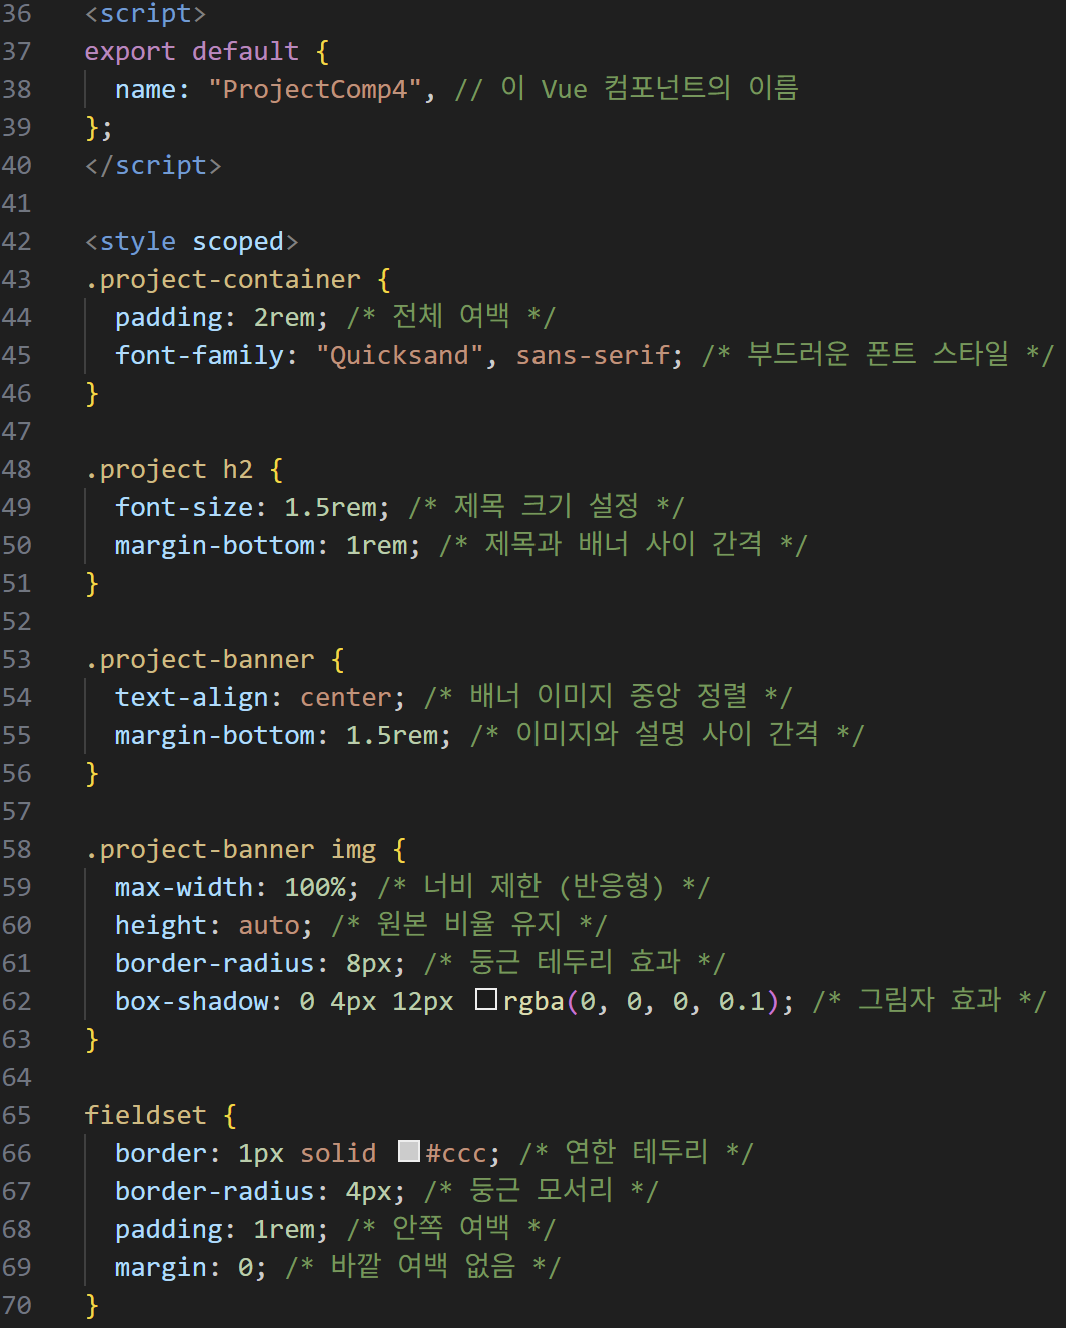 36 <script>
37 export default {
38   name: "ProjectComp4", // 이 Vue 컴포넌트의 이름
39 };
40 </script>
41
42 <style scoped>
43 .project-container {
44   padding: 2rem; /* 전체 여백 */
45   font-family: "Quicksand", sans-serif; /* 부드러운 폰트 스타일 */
46 }
47
48 .project h2 {
49   font-size: 1.5rem; /* 제목 크기 설정 */
50   margin-bottom: 1rem; /* 제목과 배너 사이 간격 */
51 }
52
53 .project-banner {
54   text-align: center; /* 배너 이미지 중앙 정렬 */
55   margin-bottom: 1.5rem; /* 이미지와 설명 사이 간격 */
56 }
57
58 .project-banner img {
59   max-width: 100%; /* 너비 제한 (반응형) */
60   height: auto; /* 원본 비율 유지 */
61   border-radius: 8px; /* 둥근 테두리 효과 */
62   box-shadow: 0 4px 12px rgba(0, 0, 0, 0.1); /* 그림자 효과 */
63 }
64
65 fieldset {
66   border: 1px solid #ccc; /* 연한 테두리 */
67   border-radius: 4px; /* 둥근 모서리 */
68   padding: 1rem; /* 안쪽 여백 */
69   margin: 0; /* 바깥 여백 없음 */
70 }